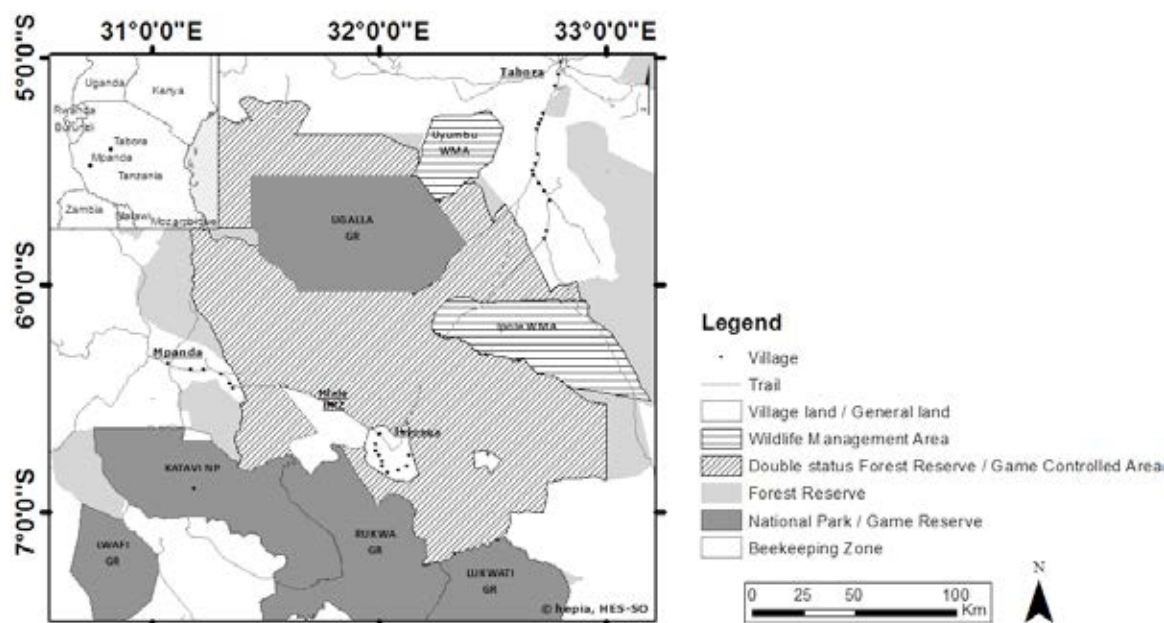 31°0'0"E 32°0'0"E 33°0'0"E
5°0'0"S
6°0'0"S
7°0'0"S
Uganda
Kenya
Rwanda
Burundi
Tabora
Mpanda
Tanzania
Zambia
Malawi
Mozambique
Tabora
Uyumbu
WMA
UGALLA
GR
Ipole WMA
Mpanda
Mlele
BKZ
Inyonga
KATAVI NP
RUKWA
GR
LWAFI
GR
LUKWATI
GR
© hepia, HES-SO
Legend
Village
Trail
Village land / General land
Wildlife Management Area
Double status Forest Reserve / Game Controlled Area
Forest Reserve
National Park / Game Reserve
Beekeeping Zone
0 25 50 100
Km
N